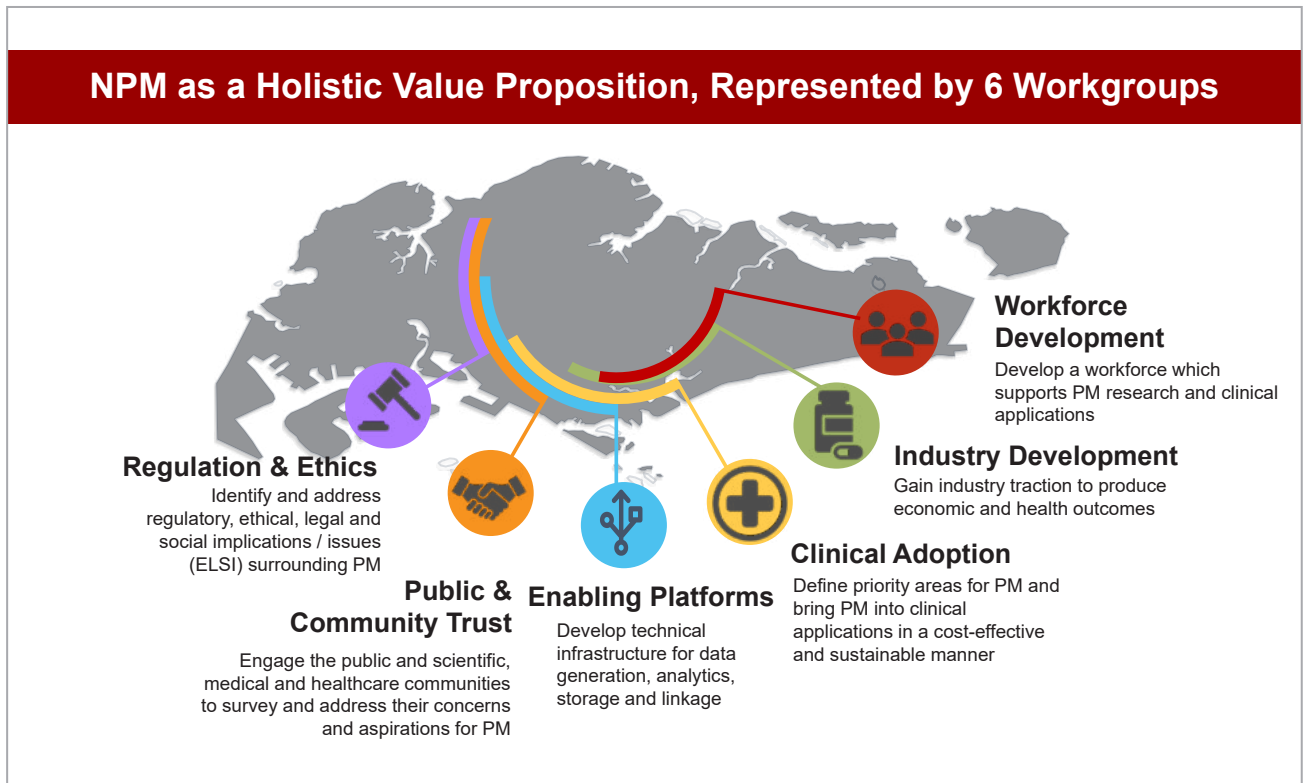 NPM as a Holistic Value Proposition, Represented by 6 Workgroups
Regulation & Ethics
Identify and address
regulatory, ethical, legal and
social implications / issues
(ELSI) surrounding PM
Public &
Community Trust
Engage the public and scientific,
medical and healthcare communities
to survey and address their concerns
and aspirations for PM
Enabling Platforms
Develop technical
infrastructure for data
generation, analytics,
storage and linkage
Clinical Adoption
Define priority areas for PM and
bring PM into clinical
applications in a cost-effective
and sustainable manner
Industry Development
Gain industry traction to produce
economic and health outcomes
Workforce
Development
Develop a workforce which
supports PM research and clinical
applications